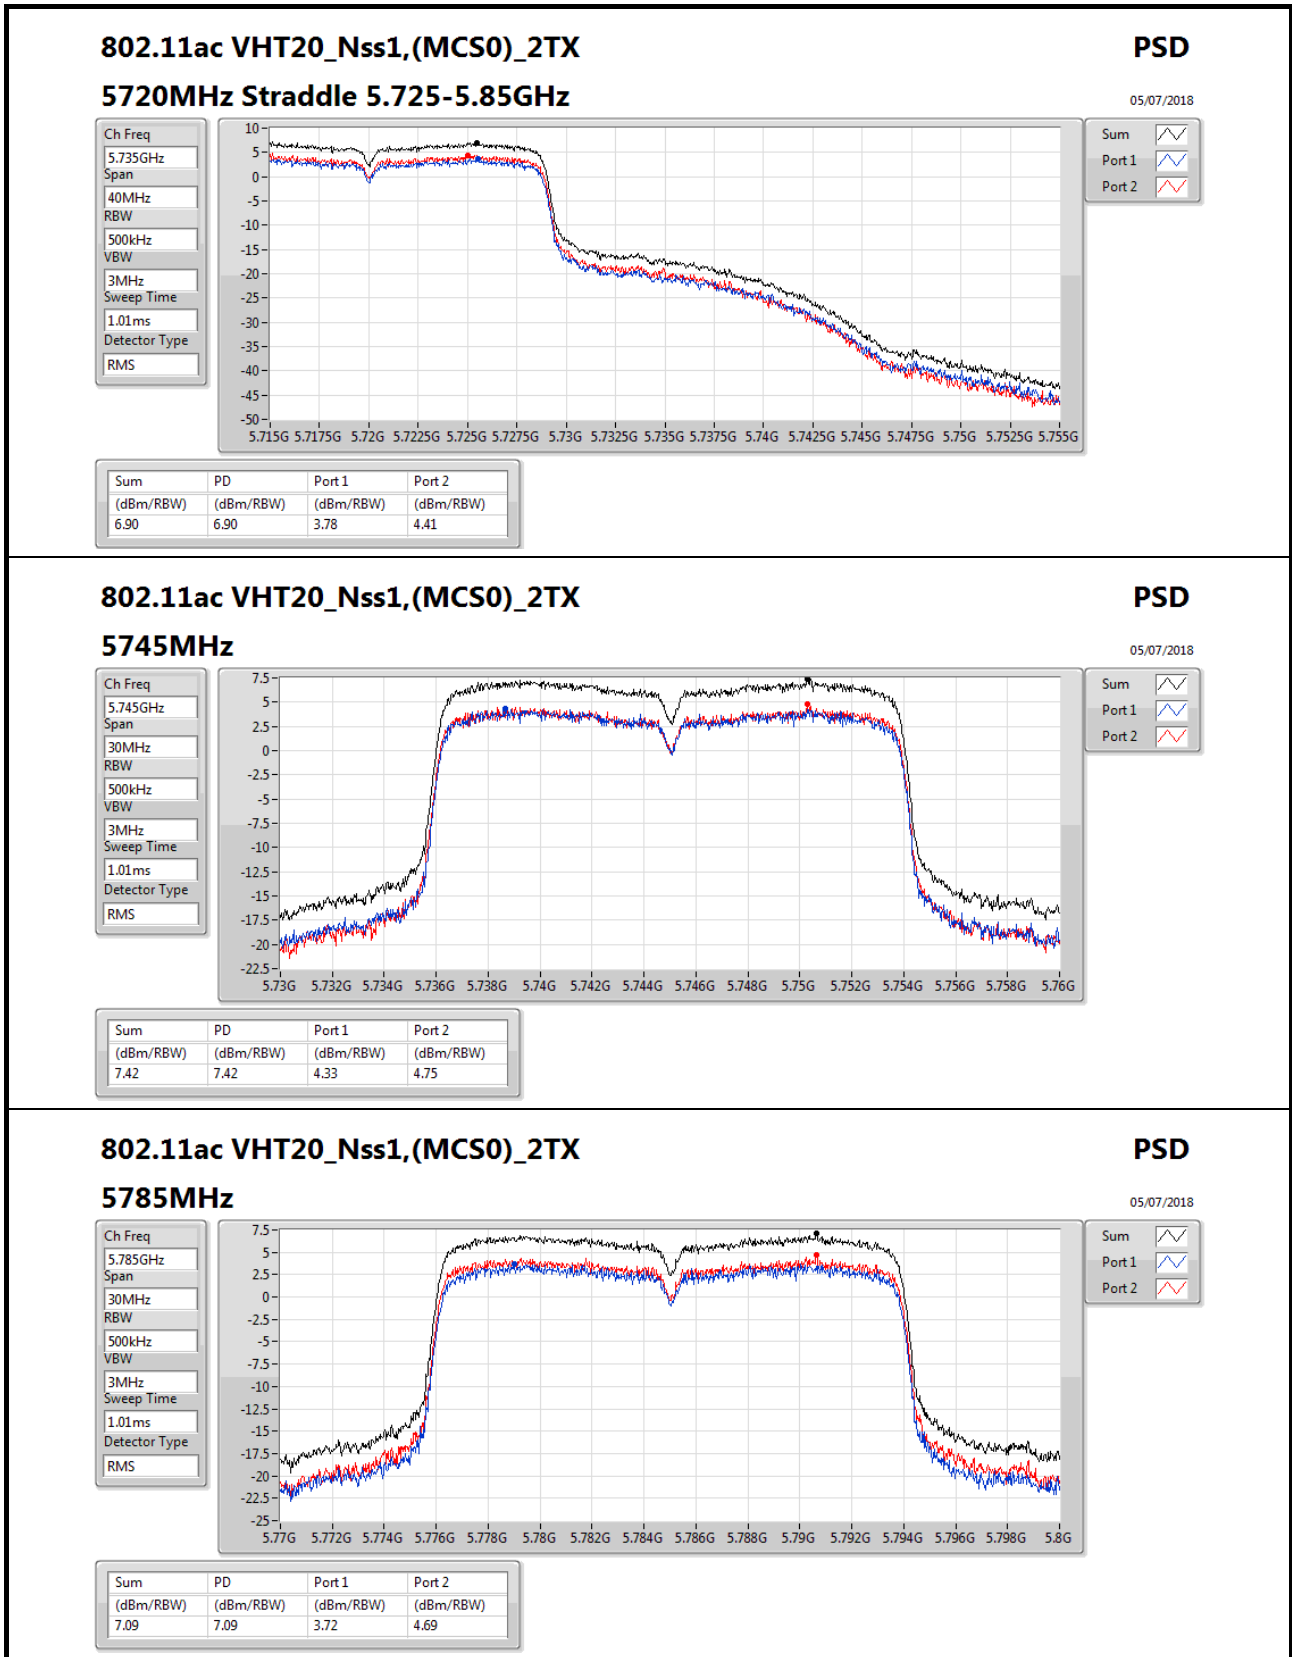 802.11ac VHT20_Nss1,(MCS0)_2TX PSD
5720MHz Straddle 5.725-5.85GHz 05/07/2018
Ch Freq
5.735GHz
Span
40MHz
RBW
500kHz
VBW
3MHz
Sweep Time
1.01ms
Detector Type
RMS
10
5
0
-5
-10
-15
-20
-25
-30
-35
-40
-45
-50
5.715G 5.7175G 5.72G 5.7225G 5.725G 5.7275G 5.73G 5.7325G 5.735G 5.7375G 5.74G 5.7425G 5.745G 5.7475G 5.75G 5.7525G 5.755G
Sum
Port 1
Port 2
Sum PD Port 1 Port 2
(dBm/RBW) (dBm/RBW) (dBm/RBW) (dBm/RBW)
6.90 6.90 3.78 4.41
802.11ac VHT20_Nss1,(MCS0)_2TX PSD
5745MHz 05/07/2018
Ch Freq
5.745GHz
Span
30MHz
RBW
500kHz
VBW
3MHz
Sweep Time
1.01ms
Detector Type
RMS
7.5
5
2.5
0
-2.5
-5
-7.5
-10
-12.5
-15
-17.5
-20
-22.5
5.73G 5.732G 5.734G 5.736G 5.738G 5.74G 5.742G 5.744G 5.746G 5.748G 5.75G 5.752G 5.754G 5.756G 5.758G 5.76G
Sum
Port 1
Port 2
Sum PD Port 1 Port 2
(dBm/RBW) (dBm/RBW) (dBm/RBW) (dBm/RBW)
7.42 7.42 4.33 4.75
802.11ac VHT20_Nss1,(MCS0)_2TX PSD
5785MHz 05/07/2018
Ch Freq
5.785GHz
Span
30MHz
RBW
500kHz
VBW
3MHz
Sweep Time
1.01ms
Detector Type
RMS
7.5
5
2.5
0
-2.5
-5
-7.5
-10
-12.5
-15
-17.5
-20
-22.5
-25
5.77G 5.772G 5.774G 5.776G 5.778G 5.78G 5.782G 5.784G 5.786G 5.788G 5.79G 5.792G 5.794G 5.796G 5.798G 5.8G
Sum
Port 1
Port 2
Sum PD Port 1 Port 2
(dBm/RBW) (dBm/RBW) (dBm/RBW) (dBm/RBW)
7.09 7.09 3.72 4.69